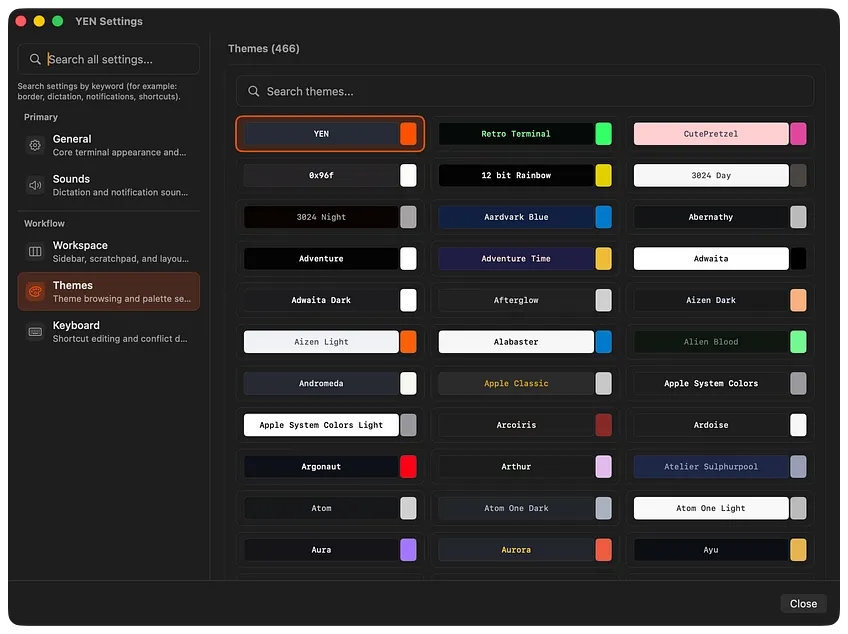 YEN Settings
Search all settings...
Search settings by keyword (for example:
border, dictation, notifications, shortcuts).
Primary
General
Core terminal appearance and...
Sounds
Dictation and notification soun...
Workflow
Workspace
Sidebar, scratchpad, and layou...
Themes
Theme browsing and palette se...
Keyboard
Shortcut editing and conflict d...
Themes (466)
Search themes...
YEN
Retro Terminal
CutePretzel
0x96f
12 bit Rainbow
3024 Day
3024 Night
Aardvark Blue
Abernathy
Adventure
Adventure Time
Adwaita
Adwaita Dark
Afterglow
Aizen Dark
Aizen Light
Alabaster
Alien Blood
Andromeda
Apple Classic
Apple System Colors
Apple System Colors Light
Arcoiris
Ardoise
Argonaut
Arthur
Atelier Sulphurpool
Atom
Atom One Dark
Atom One Light
Aura
Aurora
Ayu
Close